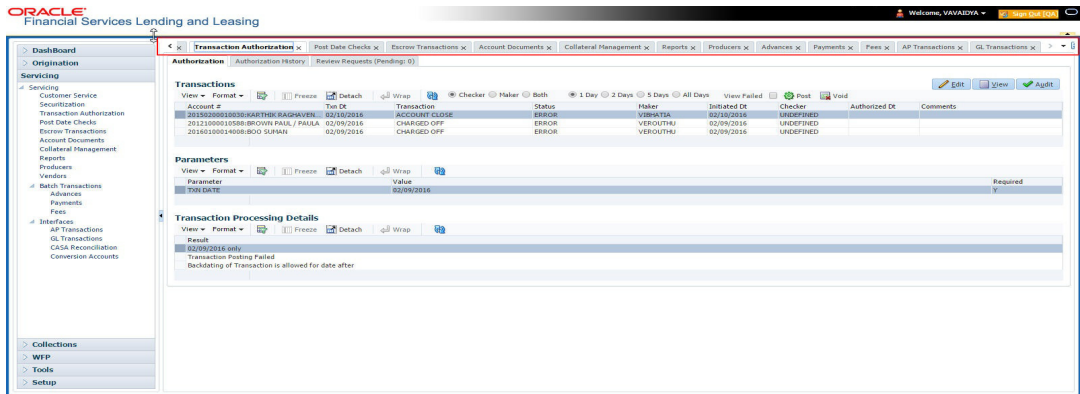 ORACLE
Financial Services Lending and Leasing
Welcome, VAVAIDYA
Sign Out [QA]
DashBoard
Origination
Servicing
Servicing
Customer Service
Securitization
Transaction Authorization
Post Date Checks
Escrow Transactions
Account Documents
Collateral Management
Reports
Producers
Vendors
Batch Transactions
Advances
Payments
Fees
Interfaces
AP Transactions
GL Transactions
CASA Reconciliation
Conversion Accounts
Collections
WFP
Tools
Setup
x Transaction Authorization x Post Date Checks x Escrow Transactions x Account Documents x Collateral Management x Reports x Producers x Advances x Payments x Fees x AP Transactions x GL Transactions x
Authorization Authorization History Review Requests (Pending: 0)
Transactions
Edit View Audit
View Format Freeze Detach Wrap Checker Maker Both 1 Day 2 Days 5 Days All Days View Failed Post Void
Account # Txn Dt Transaction Status Maker Initiated Dt Checker Authorized Dt Comments
20150200010030:KARTHIK RAGHAVEN... 02/10/2016 ACCOUNT CLOSE ERROR VIBHATIA 02/10/2016 UNDEFINED
20121000010588:BROWN PAUL / PAULA 02/09/2016 CHARGED OFF ERROR VEROUTHU 02/09/2016 UNDEFINED
20160100014008:BOO SUMAN 02/09/2016 CHARGED OFF ERROR VEROUTHU 02/09/2016 UNDEFINED
Parameters
View Format Freeze Detach Wrap
Parameter Value Required
TXN DATE 02/09/2016 Y
Transaction Processing Details
View Format Freeze Detach Wrap
Result
02/09/2016 only
Transaction Posting Failed
Backdating of Transaction is allowed for date after